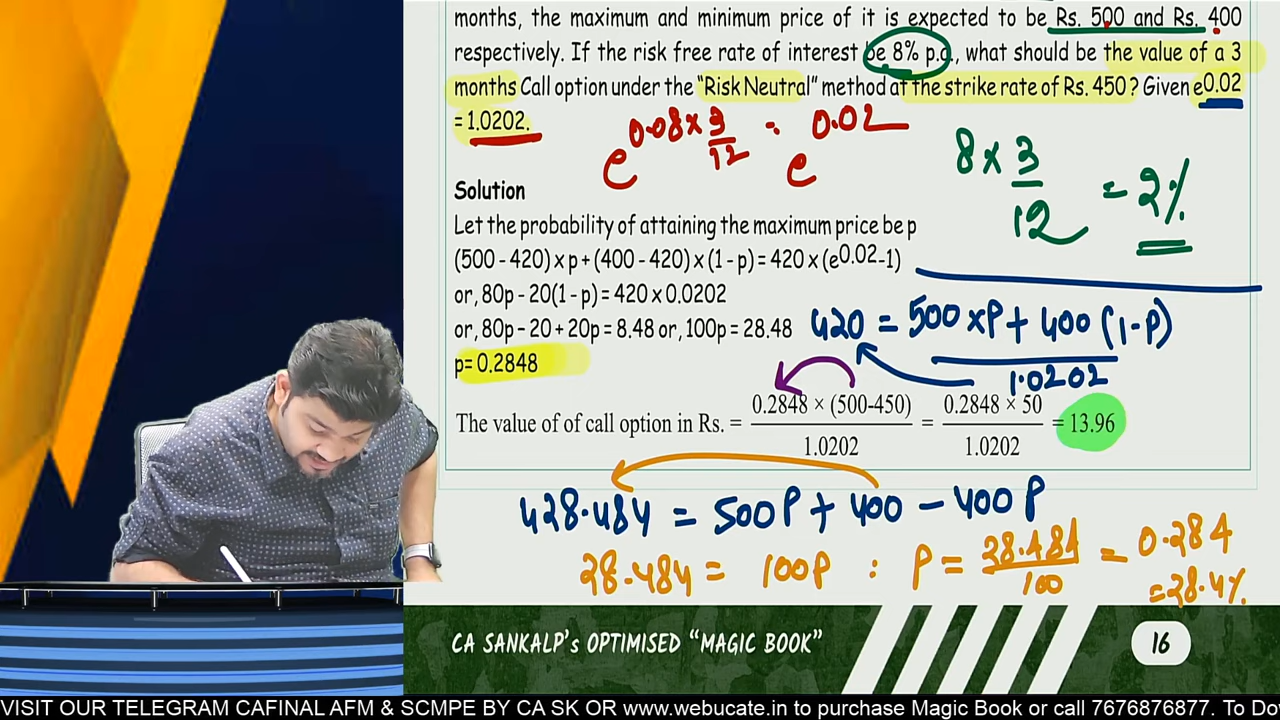 months, the maximum and minimum price of it is expected to be Rs. 500 and Rs. 400
respectively. If the risk free rate of interest be 8% p.a., what should be the value of a 3
months Call option under the “Risk Neutral” method at the strike rate of Rs. 450 ? Given e0.02
= 1.0202.
e^0.08×3/12 = e^0.02
8 × 3/12 = 2%
Solution
Let the probability of attaining the maximum price be p
(500 - 420) × p + (400 - 420) × (1 - p) = 420 × (e0.02-1)
or, 80p - 20(1 - p) = 420 x 0.0202
or, 80p – 20 + 20p = 8.48 or, 100p = 28.48
p= 0.2848
420 = 500 x P + 400 (1-P)
1.0202
The value of of call option in Rs. = 0.2848 × (500-450) / 1.0202 = 0.2848 × 50 / 1.0202 = 13.96
428.484 = 500P + 400 - 400P
28.484 = 100P : P = 28.484/100 = 0.284
=28.4%
CA SANKALP’s OPTIMISED “MAGIC BOOK”
16
VISIT OUR TELEGRAM CAFINAL AFM & SCMPE BY CA SK OR www.webucate.in to purchase Magic Book or call 7676876877. To Do